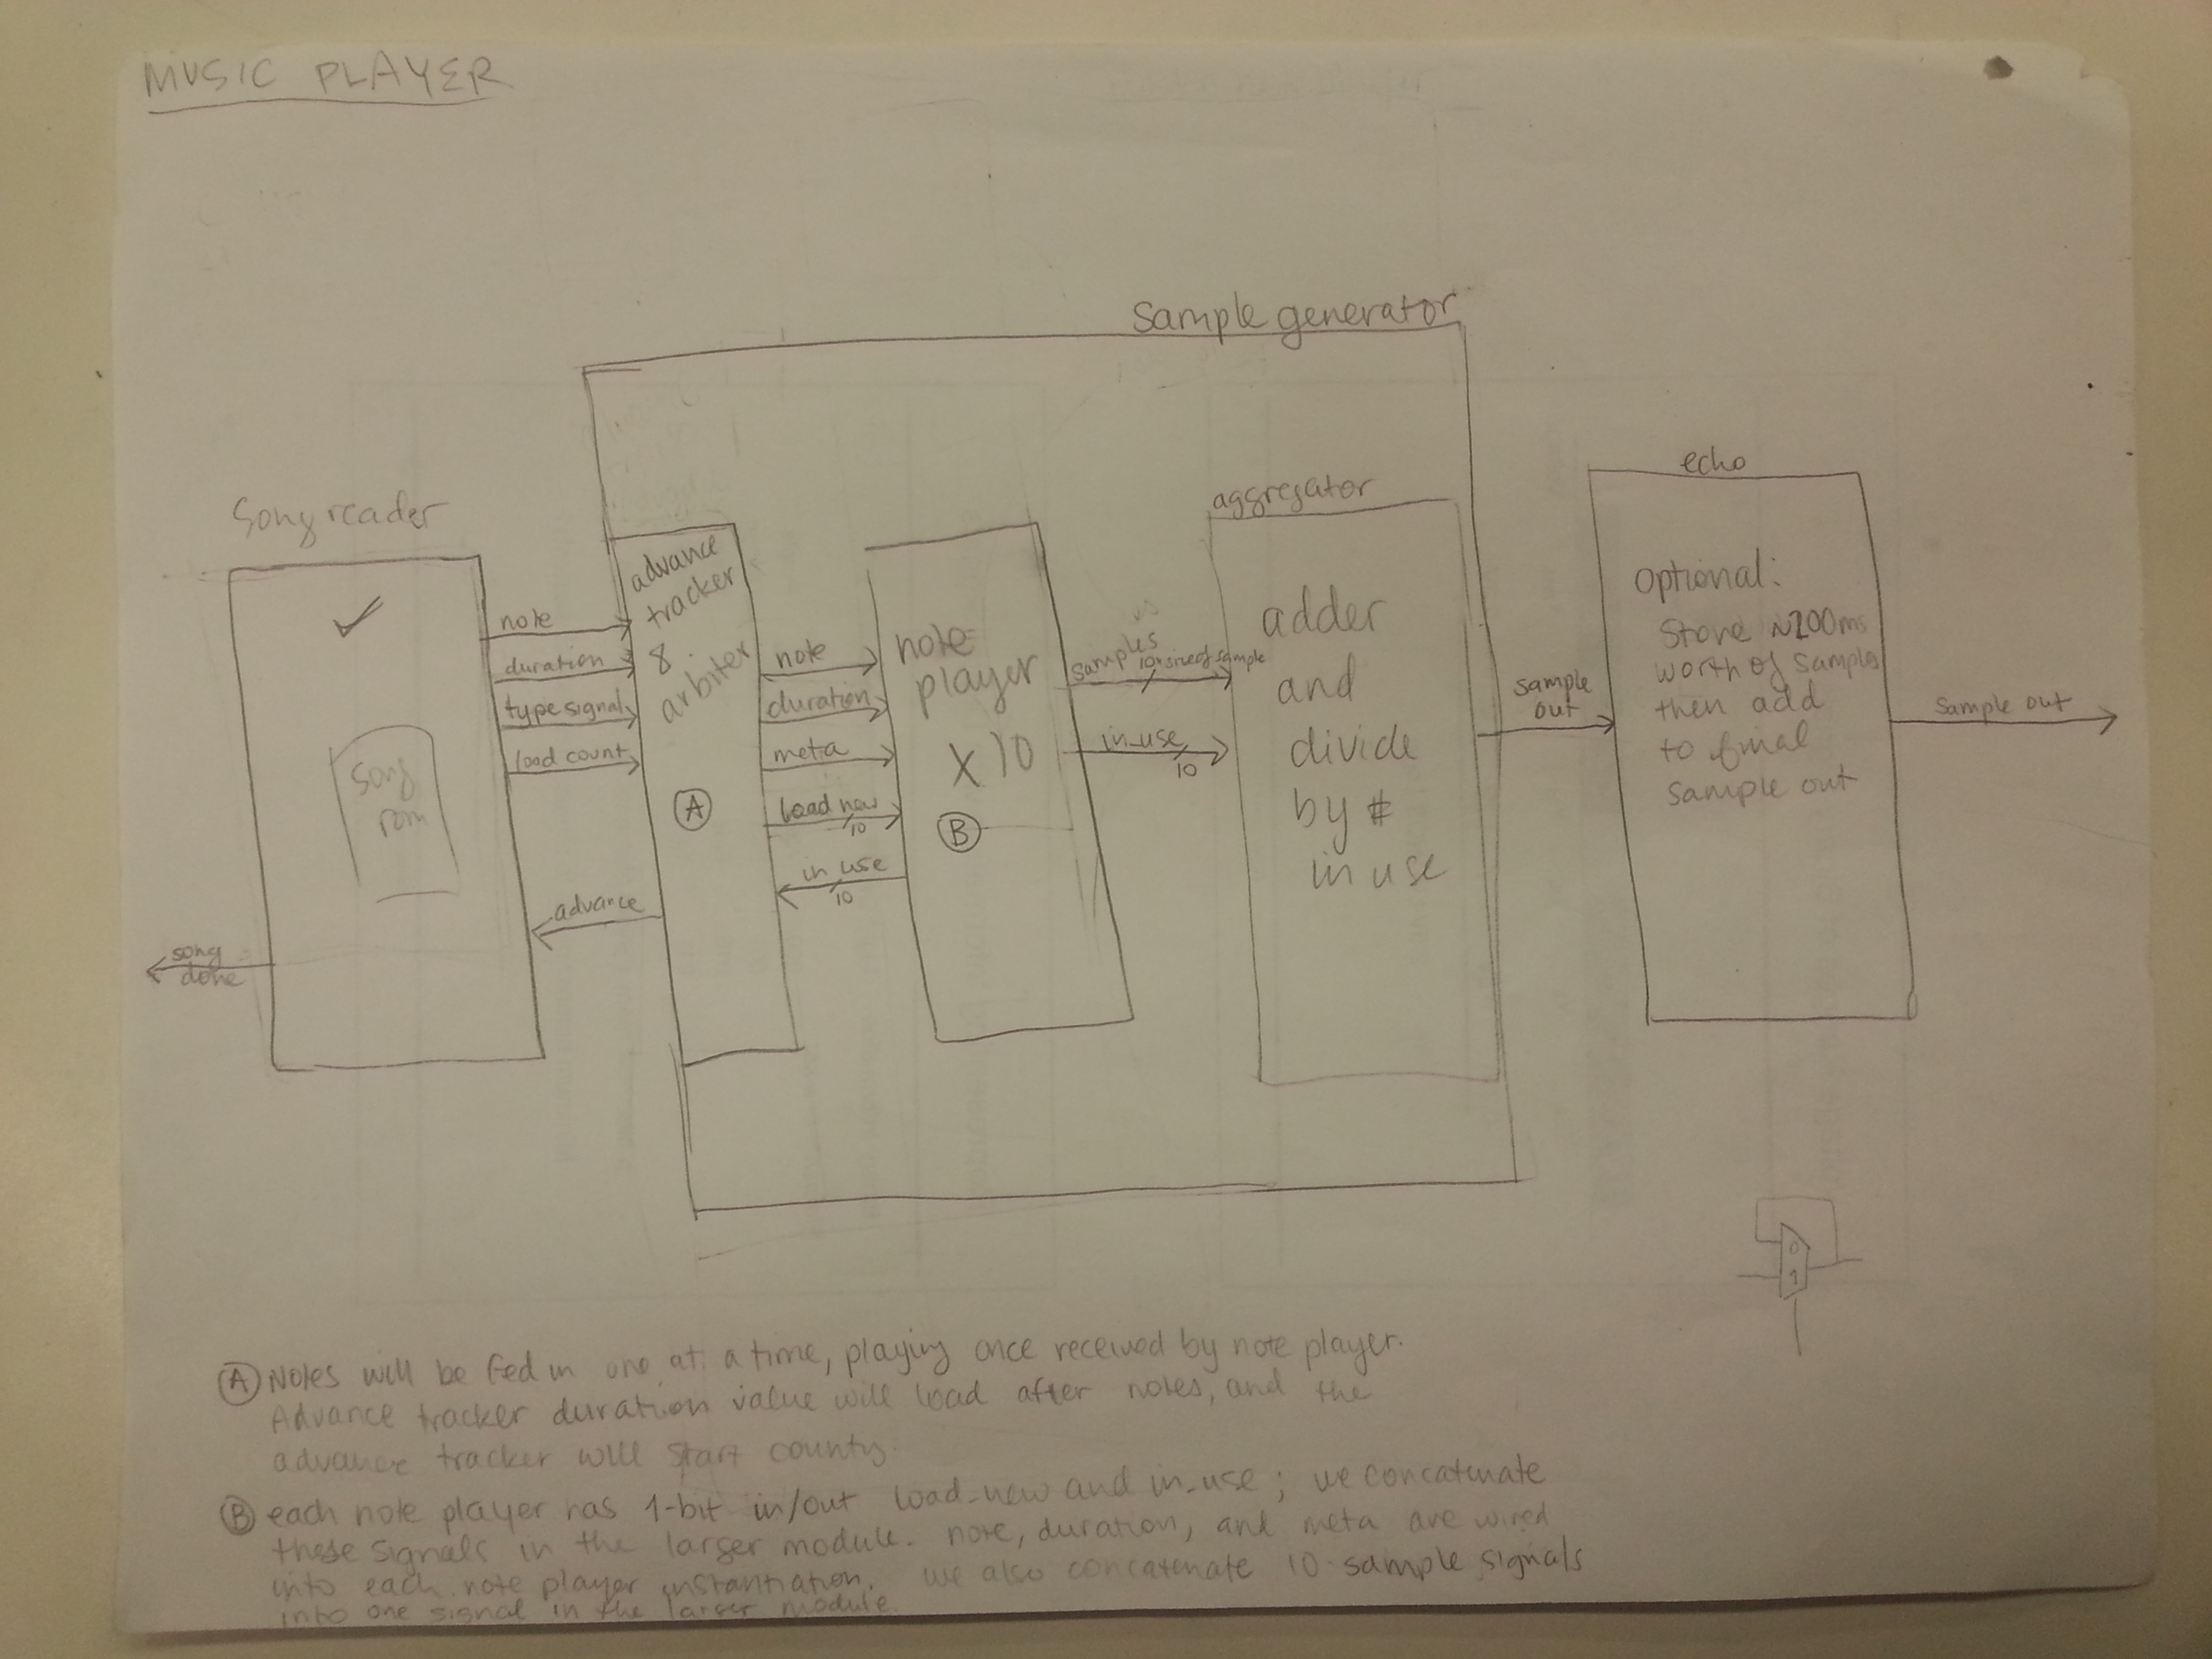 MUSIC PLAYER
Sample generator
Song reader
song
rom
song
done
note
duration
type signal
load count
advance
advance
tracker
&
arbiter
A
note
duration
meta
load new
10
in use
10
note
player
x 10
B
samples
10*sizeof sample
in_use
10
aggregator
adder
and
divide
by #
in use
sample
out
echo
Optional:
Store ~200ms
worth of samples
then add
to final
sample out
sample out
0
1
A Notes will be fed in one at a time, playing once received by note player.
Advance tracker duration value will load after notes, and the
advance tracker will start counting.
B each note player has 1-bit in/out load_new and in_use; we concatenate
these signals in the larger module. note, duration, and meta are wired
into each note player instantiation. we also concatenate 10 sample signals
into one signal in the larger module.